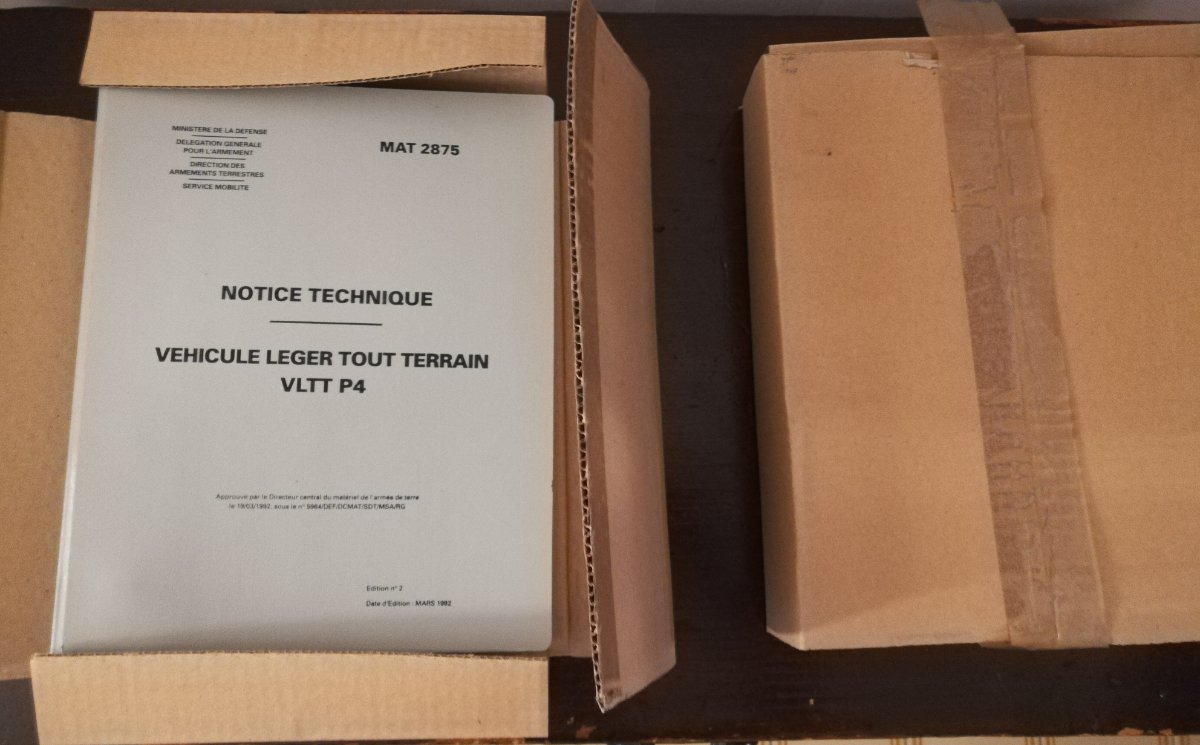 MINISTERE DE LA DEFENSE
DELEGATION GENERALE
POUR L'ARMEMENT
DIRECTION DES
ARMEMENTS TERRESTRES
SERVICE MOBILITE
MAT 2875
NOTICE TECHNIQUE
VEHICULE LEGER TOUT TERRAIN
VLTT P4
Approuvé par le Directeur central du matériel de l'armée de terre
le 19/03/1992, sous le n° 5964/DEF/DCMAT/SDT/MSA/RG
Edition n° 2
Date d'Edition : MARS 1992